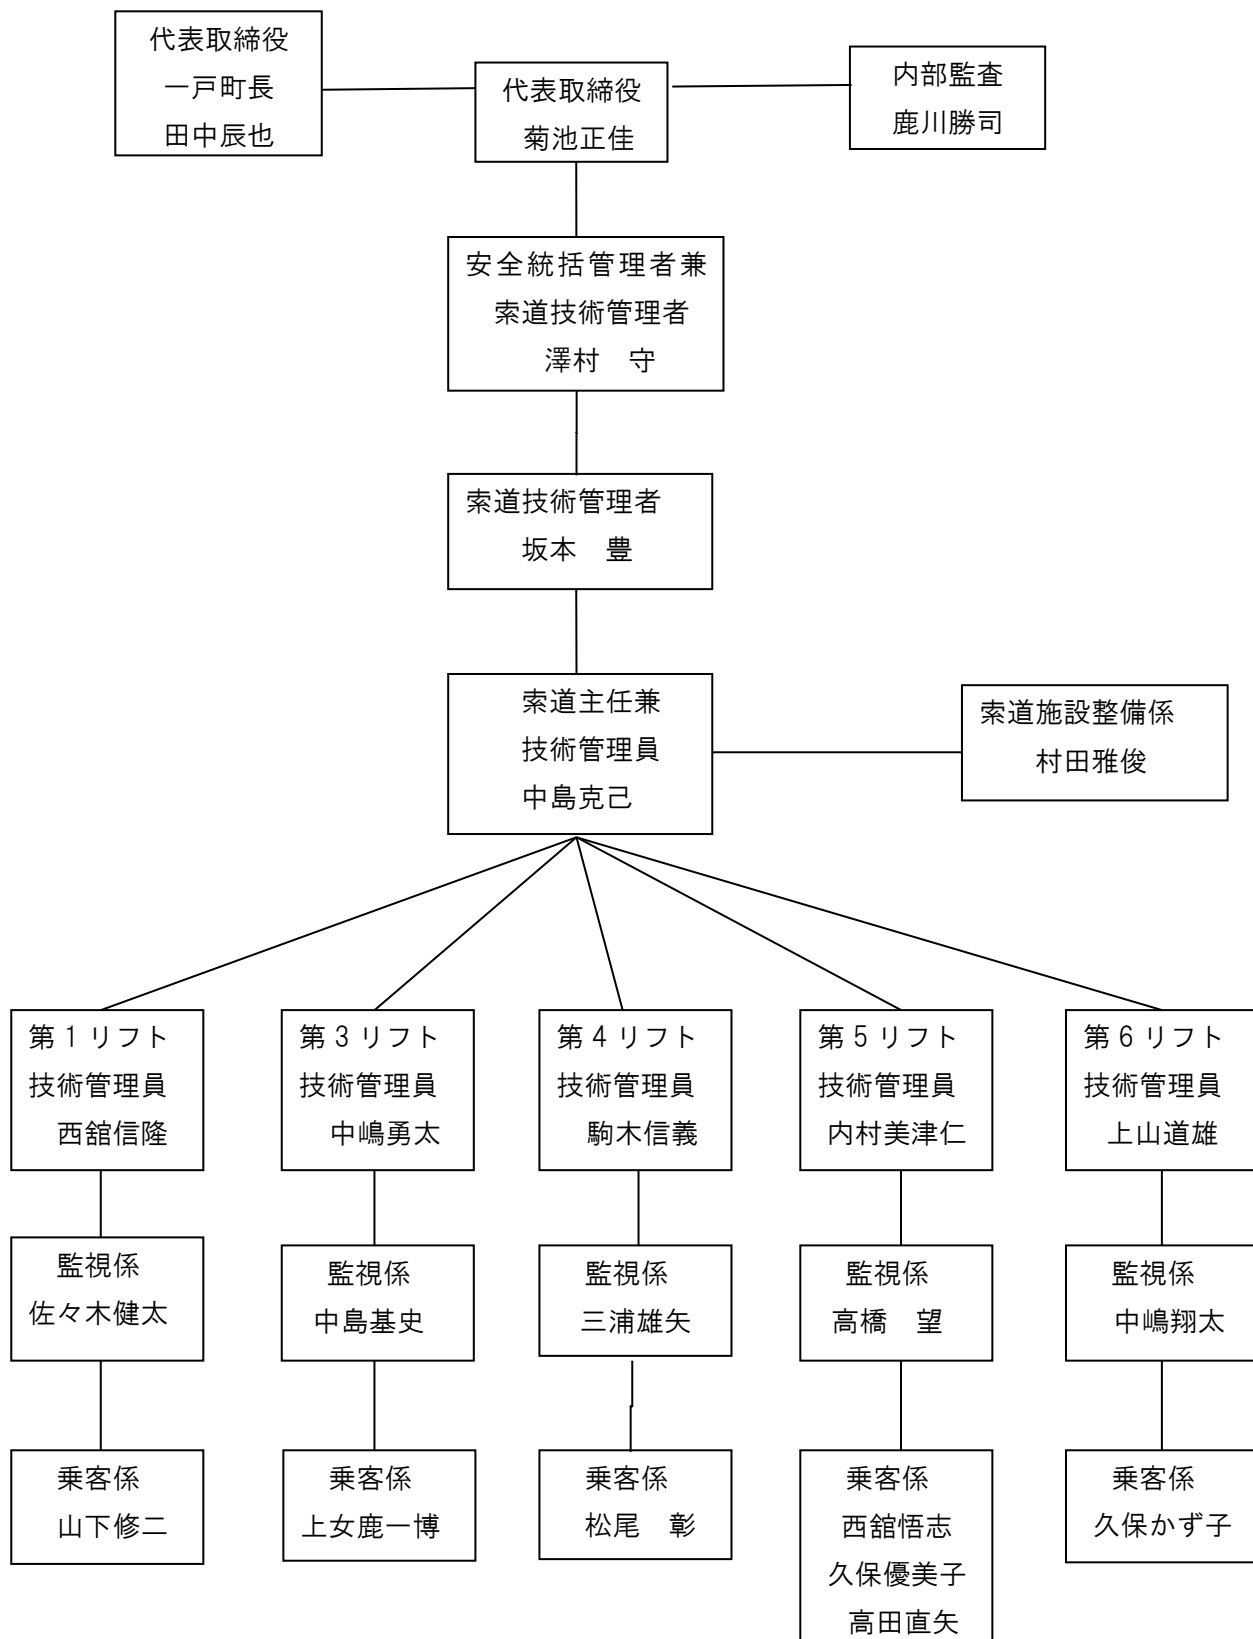 代表取締役
一戸町長
田中辰也
代表取締役
菊池正佳
内部監査
鹿川勝司
安全統括管理者兼
索道技術管理者
澤村　守
索道技術管理者
坂本　豊
索道主任兼
技術管理員
中島克己
索道施設整備係
村田雅俊
第1リフト
技術管理員
西舘信隆
第3リフト
技術管理員
中嶋勇太
第4リフト
技術管理員
駒木信義
第5リフト
技術管理員
内村美津仁
第6リフト
技術管理員
上山道雄
監視係
佐々木健太
監視係
中島基史
監視係
三浦雄矢
監視係
高橋　望
監視係
中嶋翔太
乗客係
山下修二
乗客係
上女鹿一博
乗客係
松尾　彰
乗客係
西舘悟志
久保優美子
高田直矢
乗客係
久保かず子